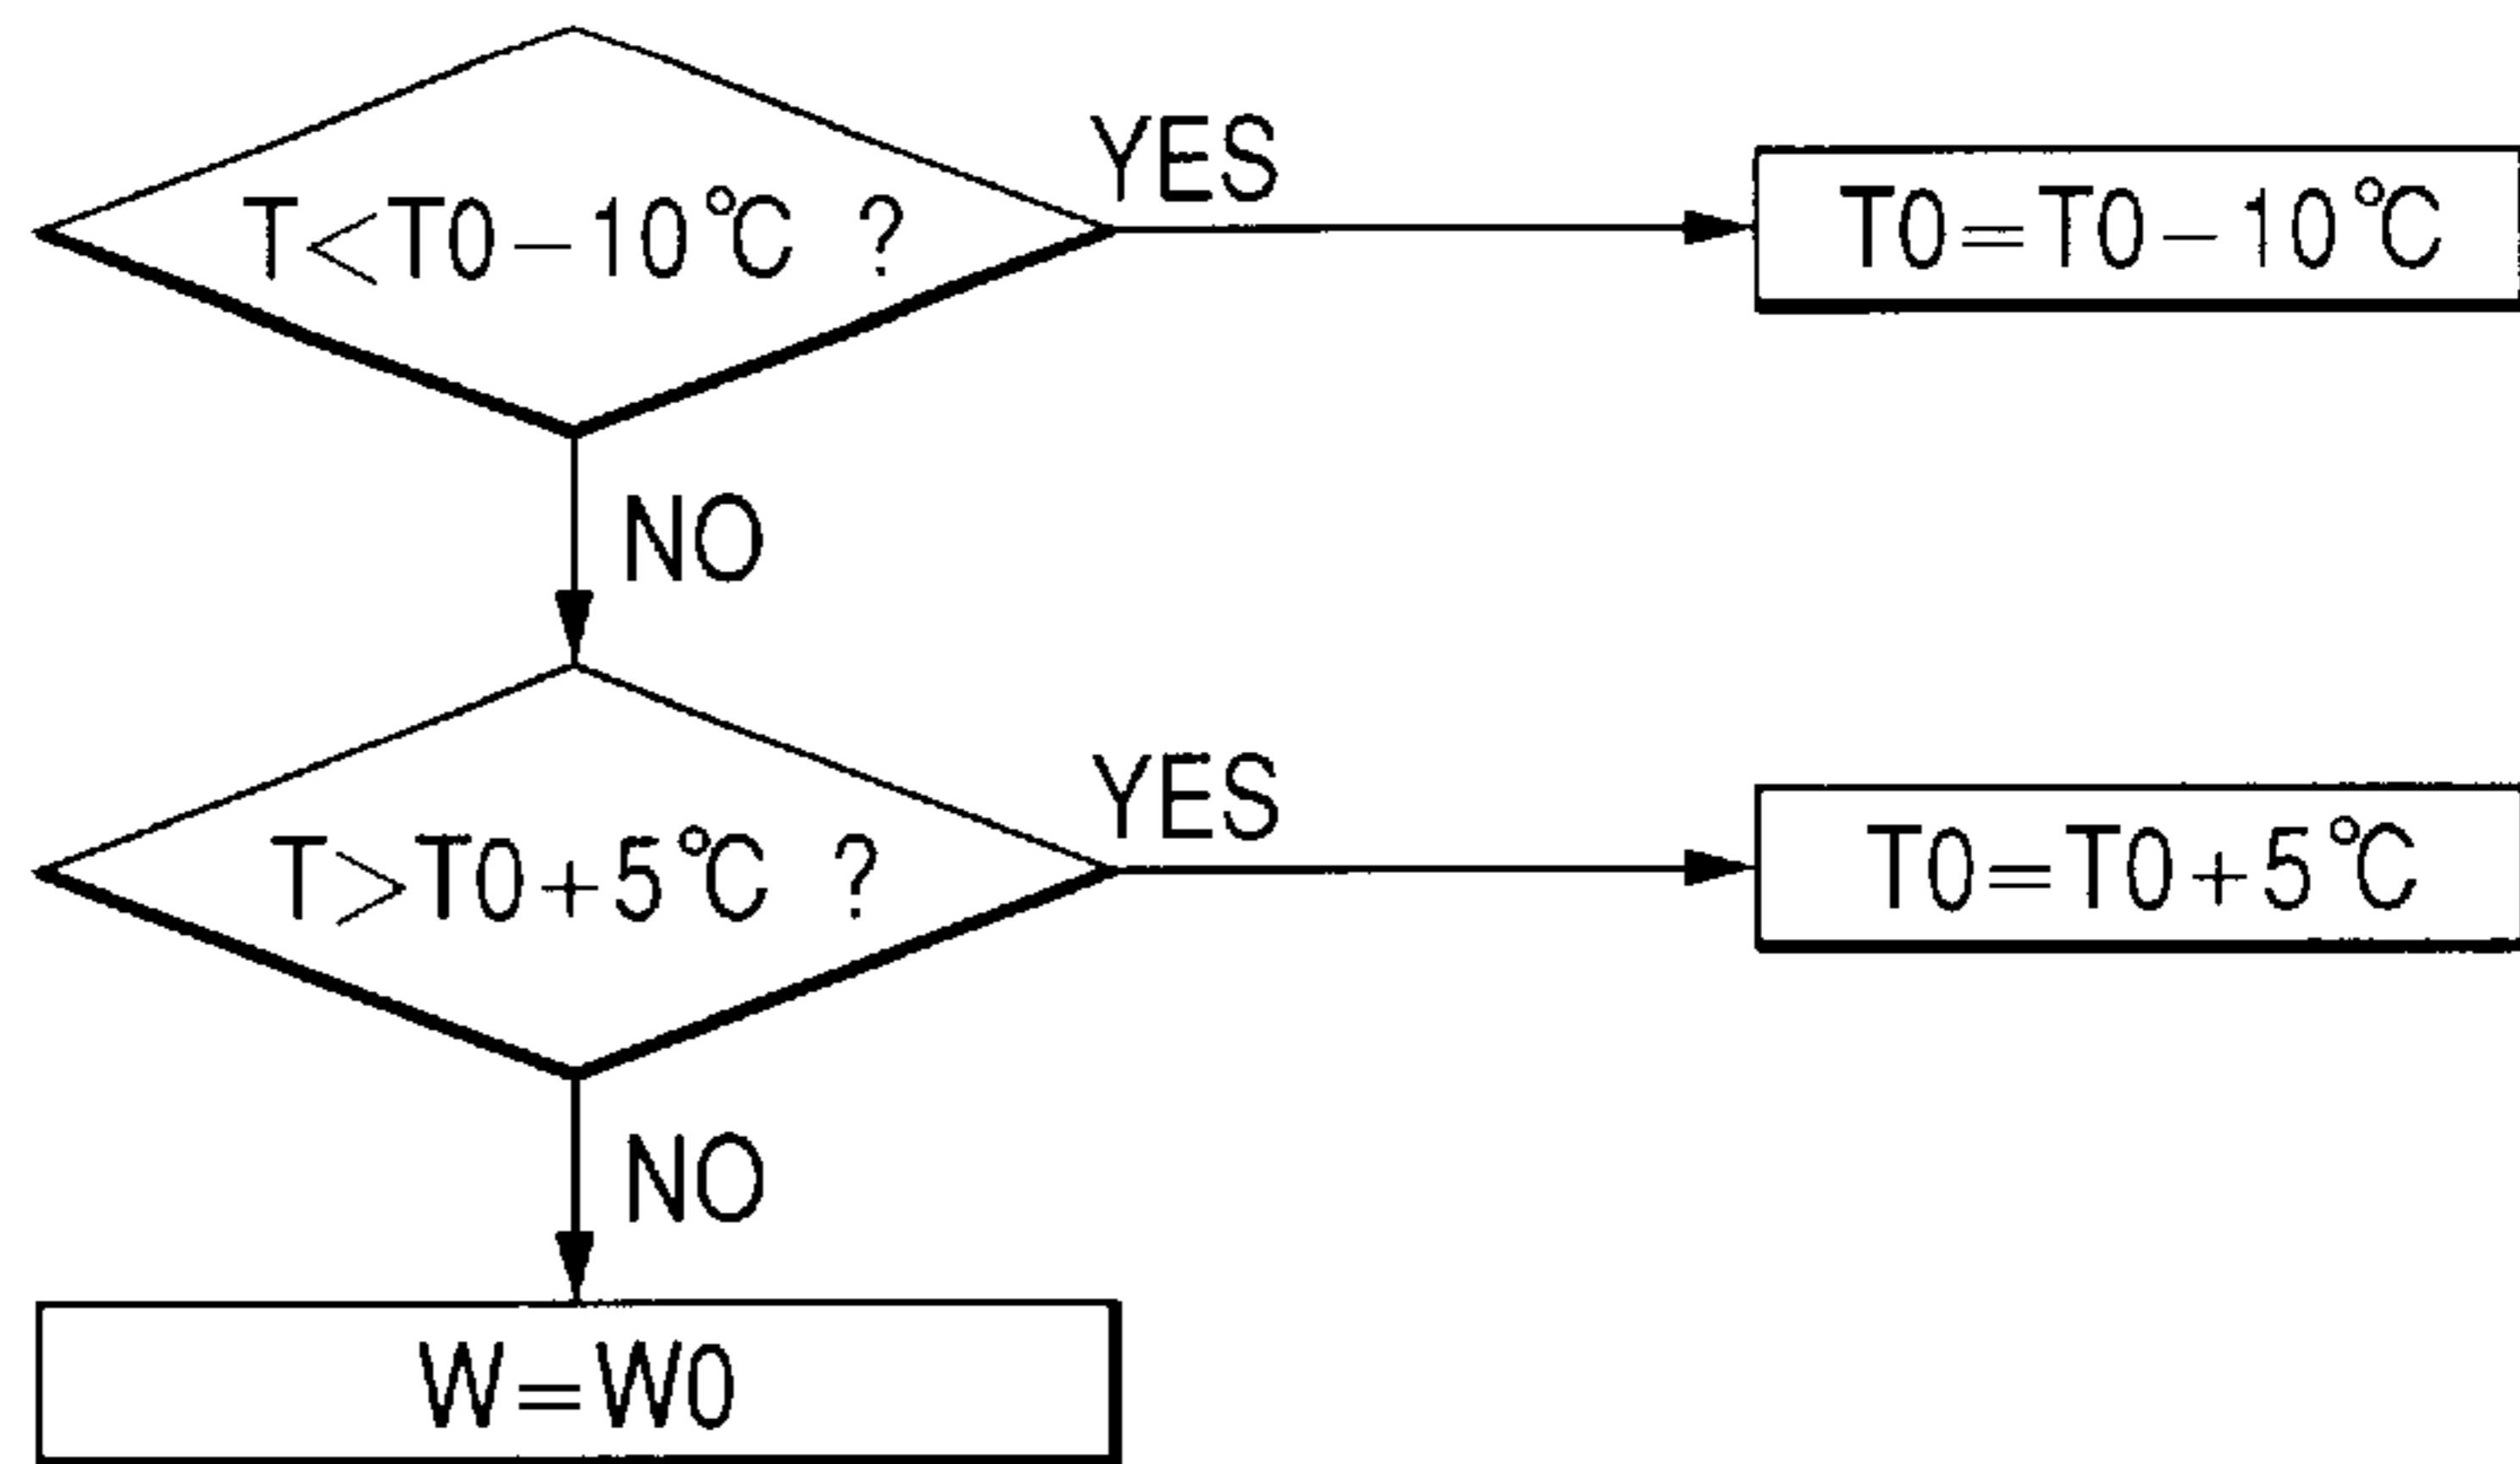 YES
T<T0-10℃ ?
T0=T0-10℃
NO
YES
T>T0+5℃ ?
T0=T0+5℃
NO
W=W0